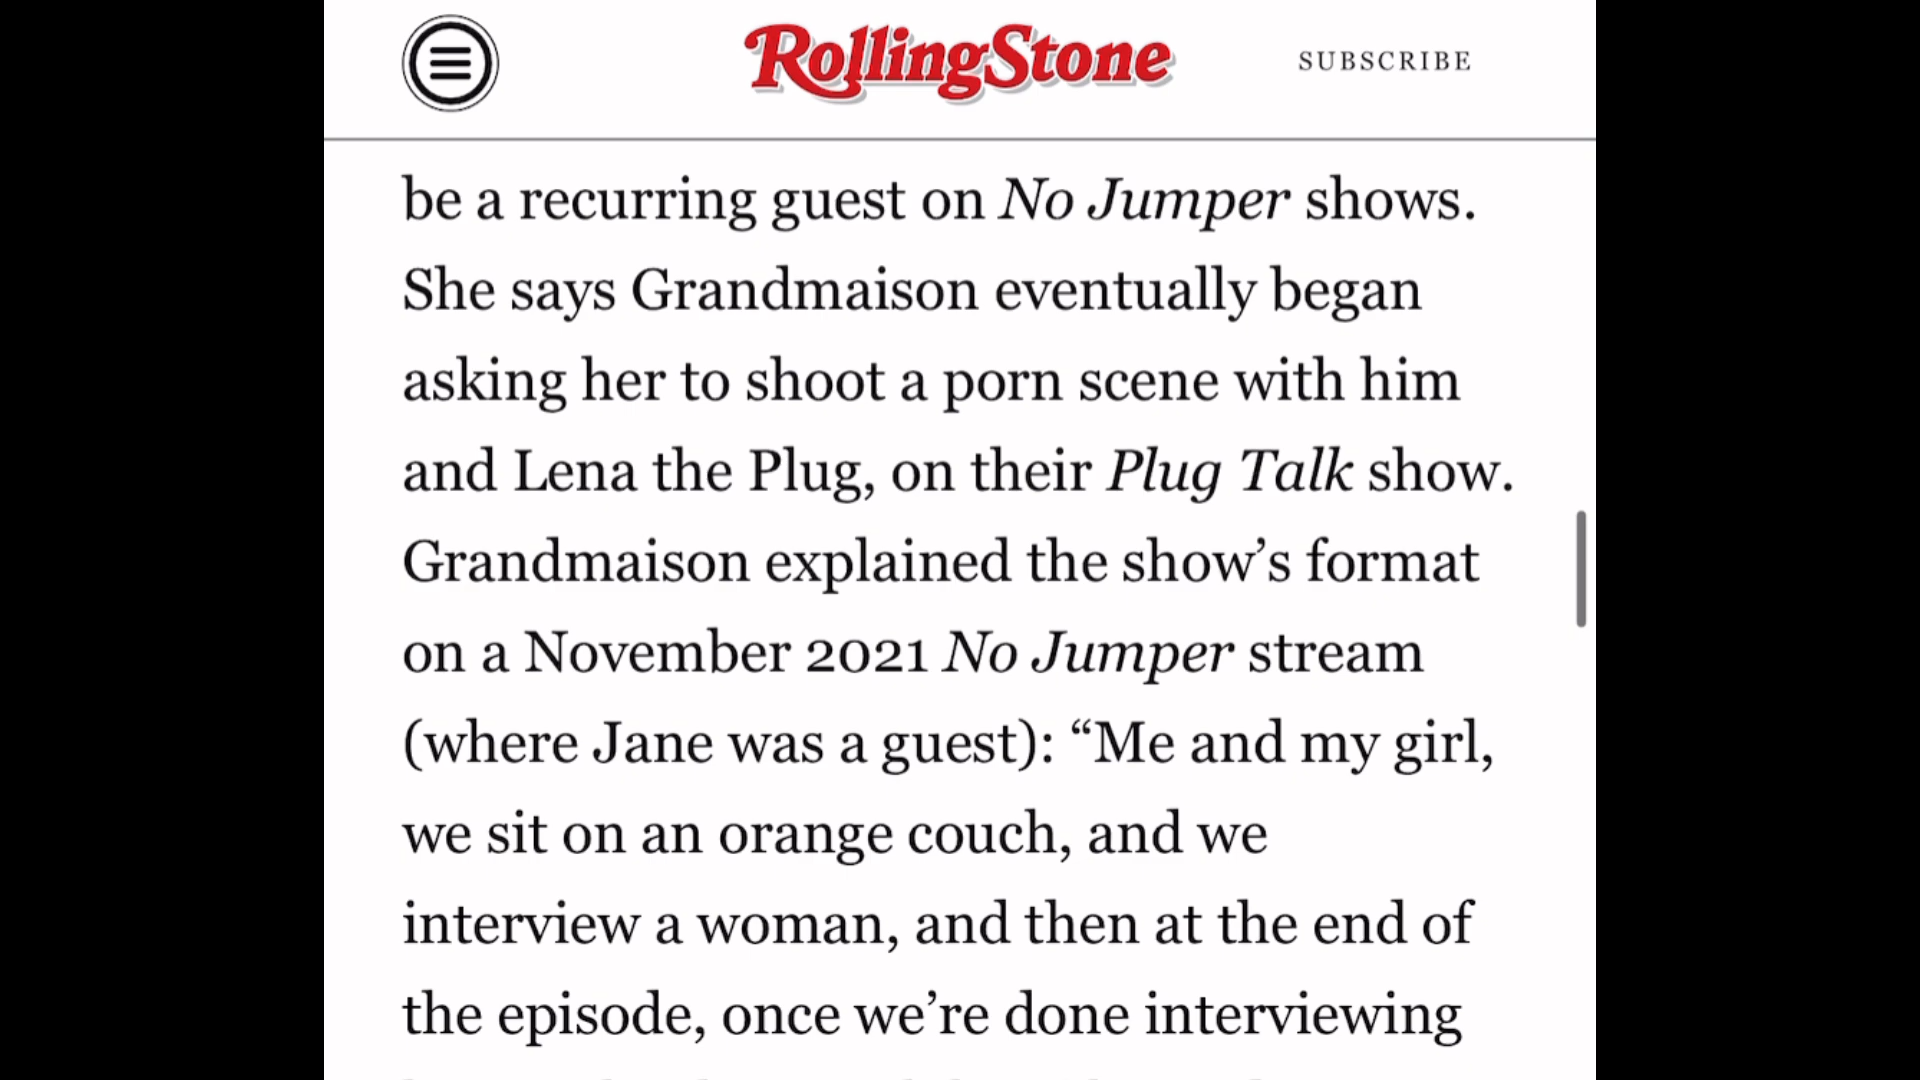 RollingStone
SUBSCRIBE
be a recurring guest on No Jumper shows.
She says Grandmaison eventually began
asking her to shoot a porn scene with him
and Lena the Plug, on their Plug Talk show.
Grandmaison explained the show’s format
on a November 2021 No Jumper stream
(where Jane was a guest): “Me and my girl,
we sit on an orange couch, and we
interview a woman, and then at the end of
the episode, once we’re done interviewing